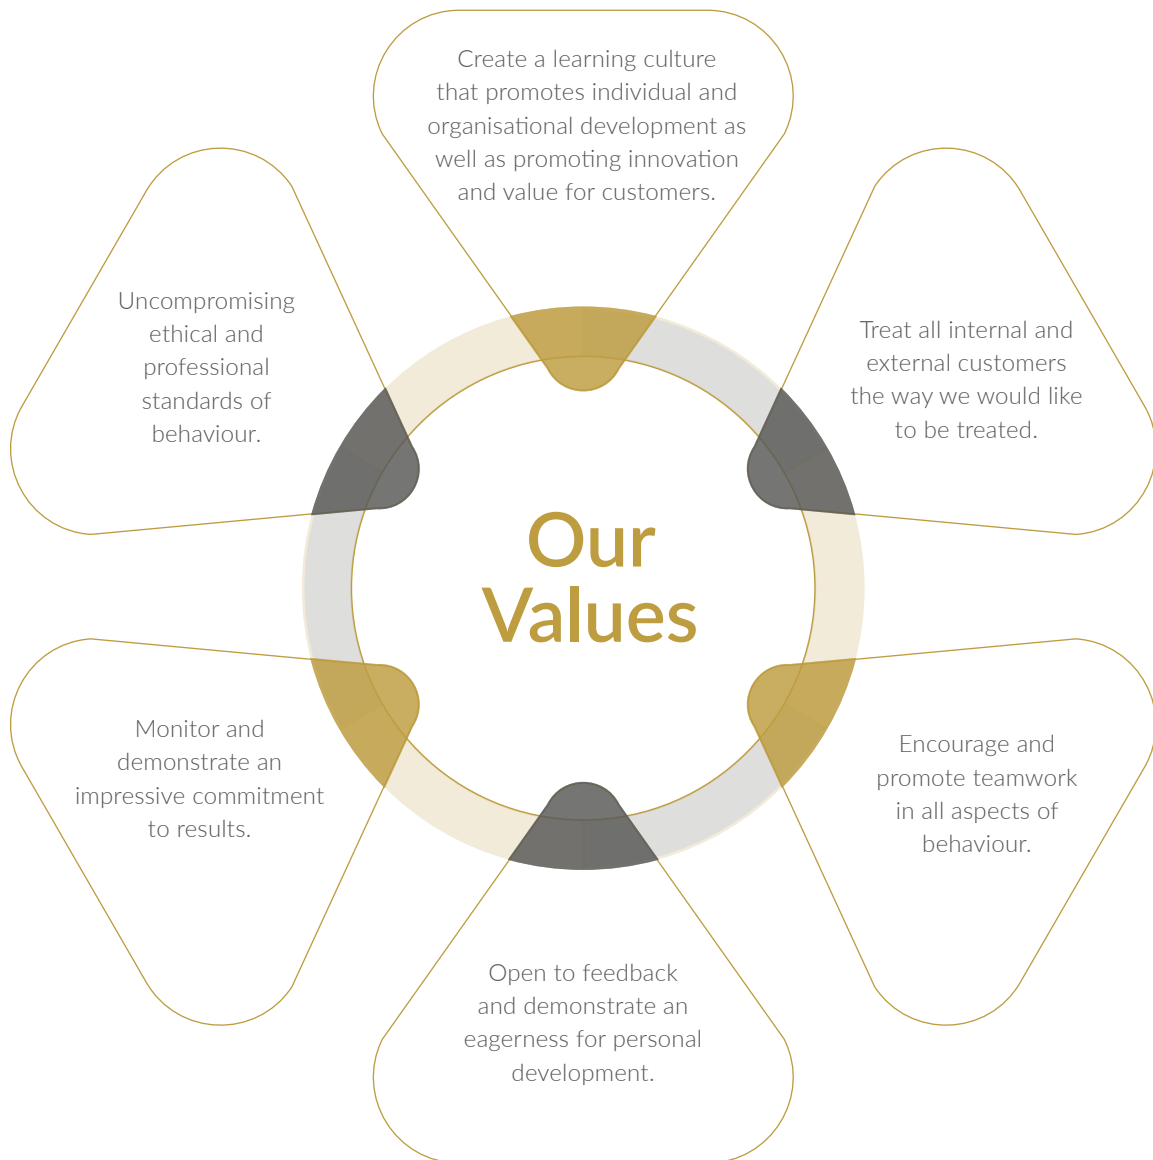 Create a learning culture
that promotes individual and
organisational development as
well as promoting innovation
and value for customers.
Uncompromising
ethical and
professional
standards of
behaviour.
Treat all internal and
external customers
the way we would like
to be treated.
Our
Values
Monitor and
demonstrate an
impressive commitment
to results.
Encourage and
promote teamwork
in all aspects of
behaviour.
Open to feedback
and demonstrate an
eagerness for personal
development.